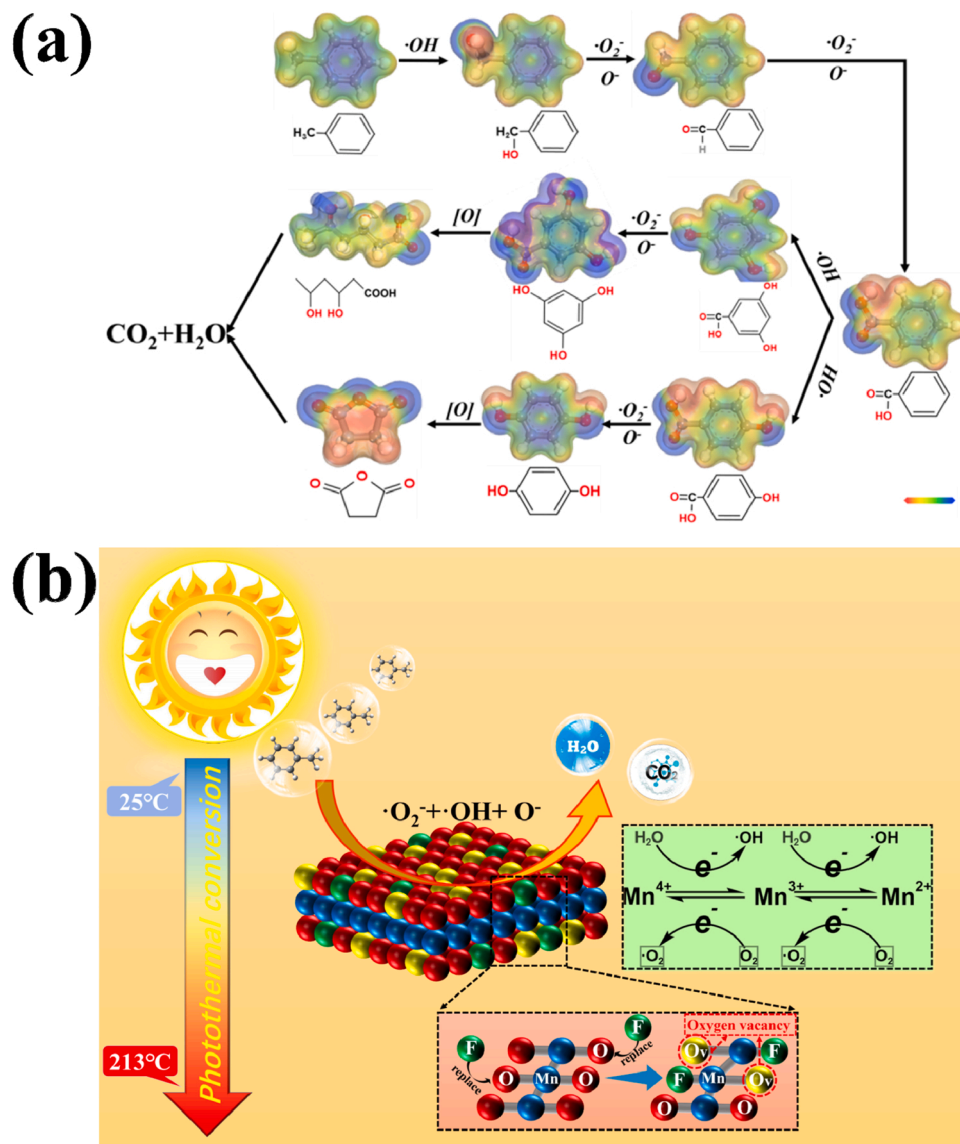 (a)
·OH
·O₂⁻
O⁻
·O₂⁻
O⁻
H₃C
H₂C
HO
O
C
H
[O]
·O₂⁻
O⁻
·OH
COOH
OH HO
HO
OH
OH
OH
O
C
HO
OH
CO₂+H₂O
O
C
HO
[O]
·O₂⁻
O⁻
HO·
O
O
O
HO
OH
O
C
HO
OH
(b)
25°C
Photothermal conversion
213°C
·O₂⁻+·OH+ O⁻
H₂O
CO₂
H₂O ·OH H₂O ·OH
e⁻ e⁻
Mn⁴⁺ Mn³⁺ Mn²⁺
e⁻ e⁻
·O₂ O₂ ·O₂ O₂
Oxygen vacancy
F
F
replace
replace
O
O
Mn
O
O
Oᵥ
F
F
Mn
Oᵥ
O
O